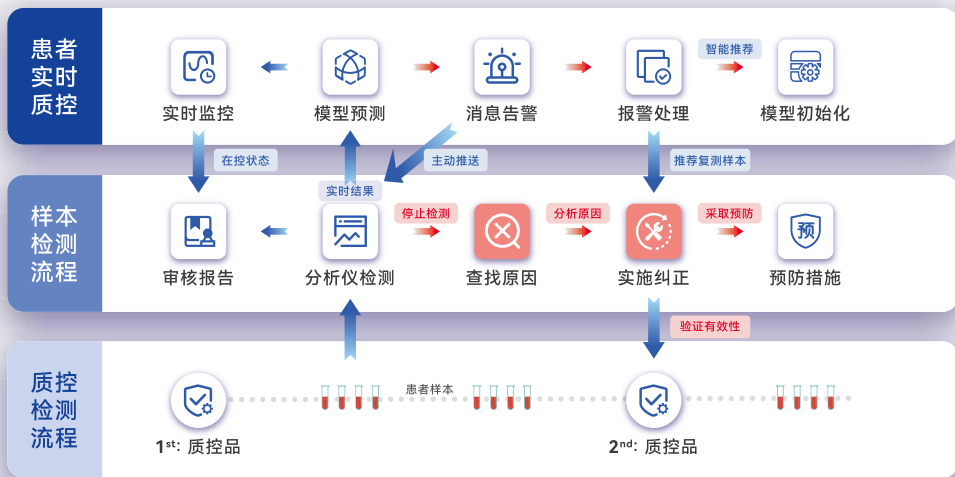 患者
实时
质控
智能推荐
实时监控
模型预测
消息告警
报警处理
模型初始化
在控状态
主动推送
推荐复测样本
样本
检测
流程
实时结果
停止检测
分析原因
采取预防
预
审核报告
分析仪检测
查找原因
实施纠正
预防措施
验证有效性
质控
检测
流程
患者样本
1st: 质控品
2nd: 质控品